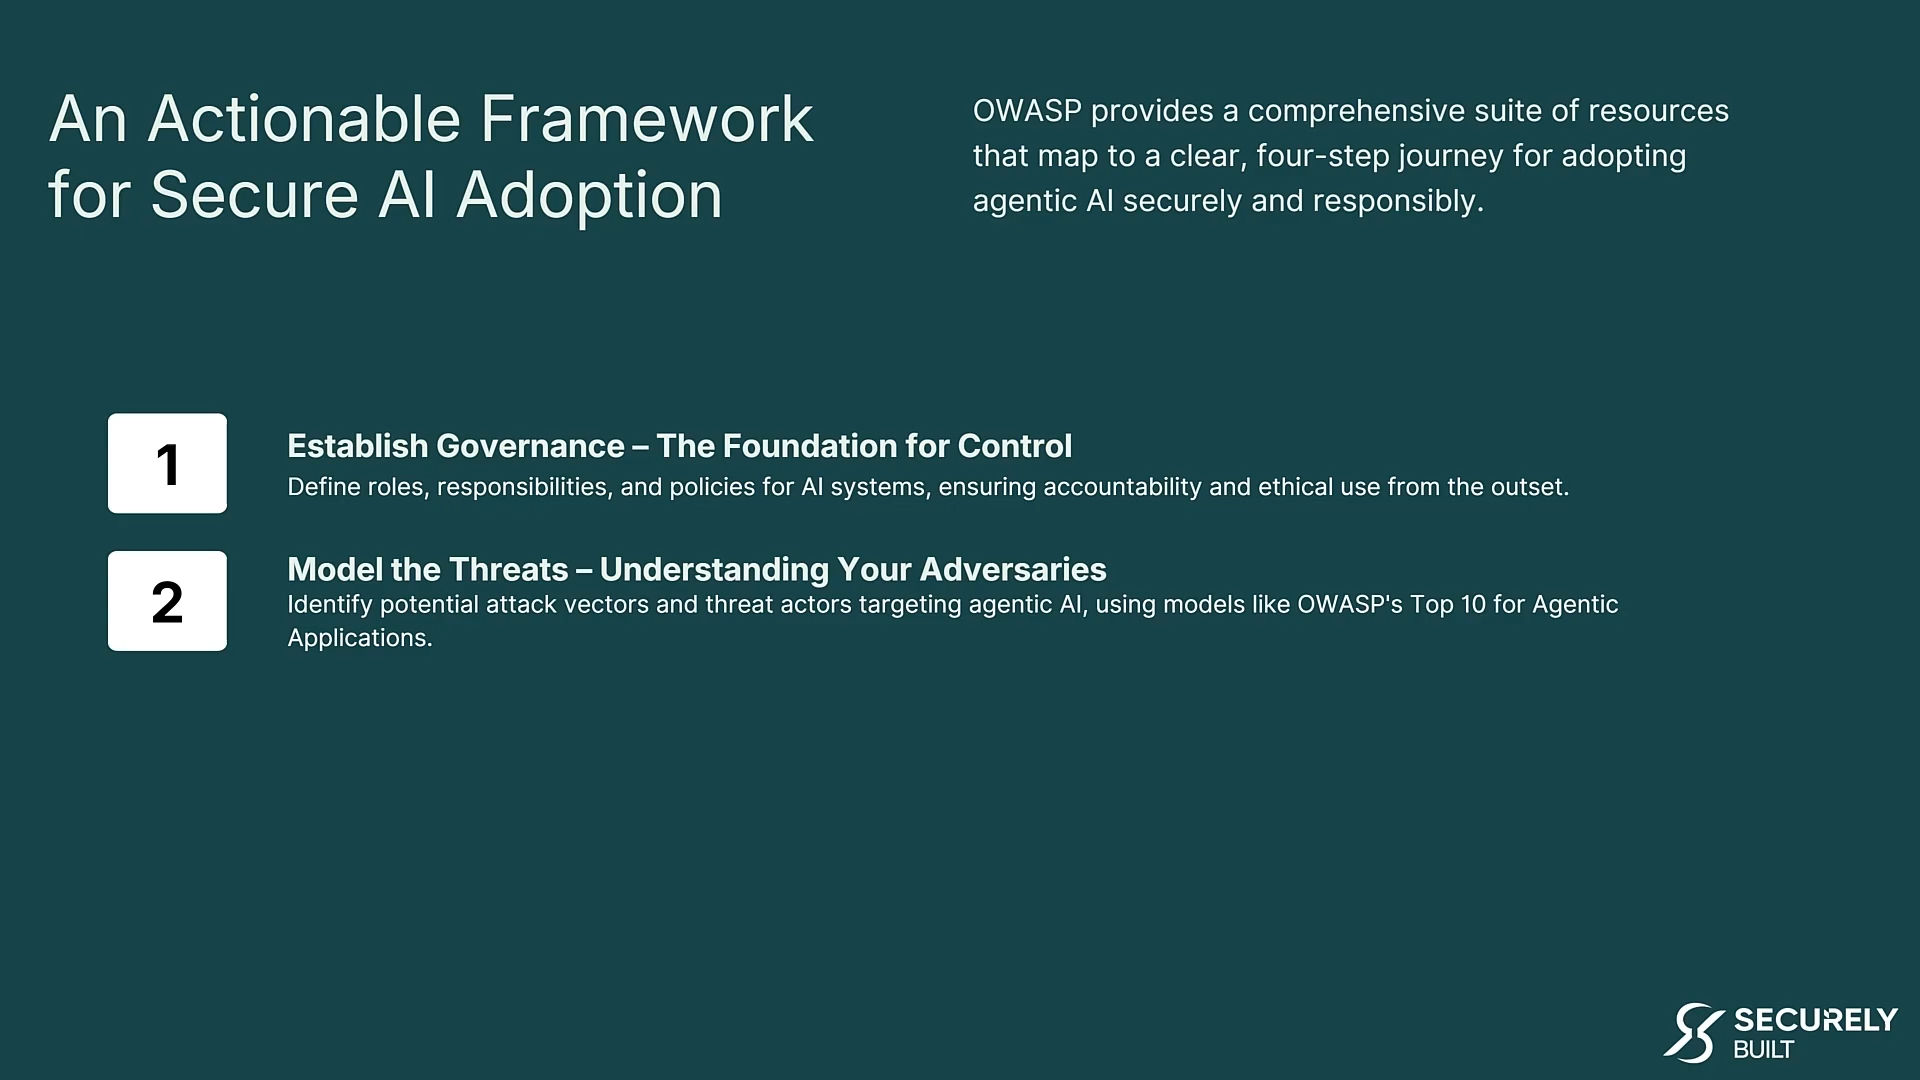 An Actionable Framework
for Secure AI Adoption
OWASP provides a comprehensive suite of resources
that map to a clear, four-step journey for adopting
agentic AI securely and responsibly.
1
Establish Governance – The Foundation for Control
Define roles, responsibilities, and policies for AI systems, ensuring accountability and ethical use from the outset.
2
Model the Threats – Understanding Your Adversaries
Identify potential attack vectors and threat actors targeting agentic AI, using models like OWASP's Top 10 for Agentic
Applications.
SECURELY
BUILT